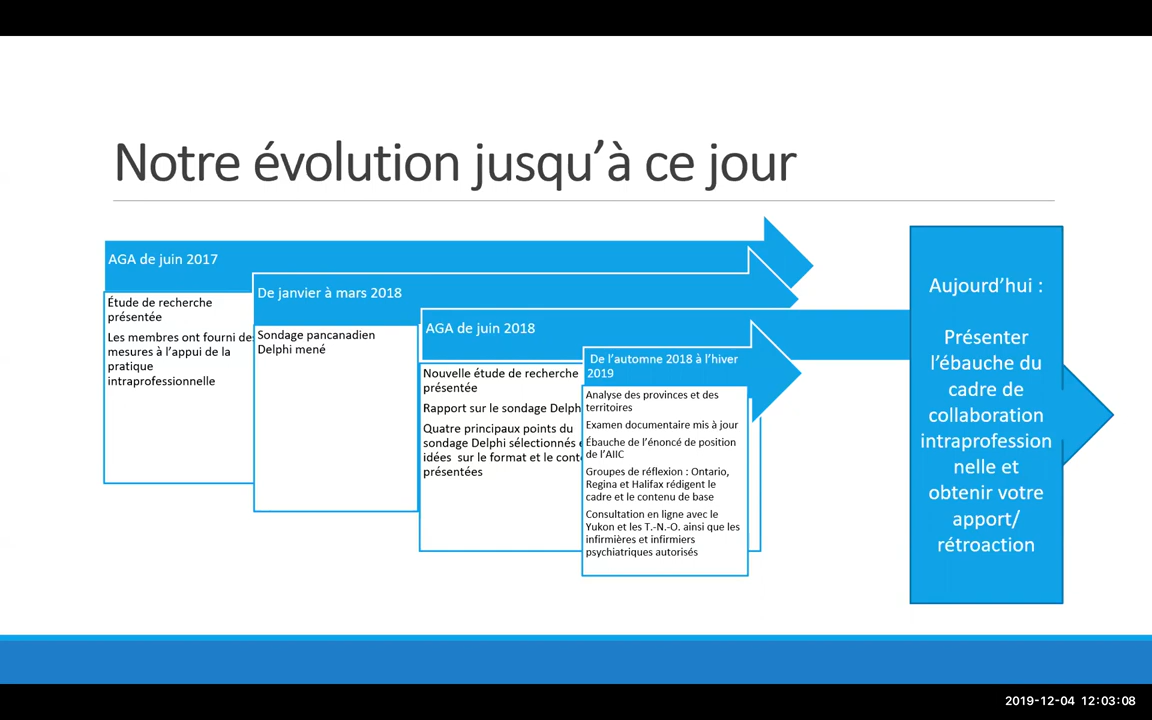 Notre évolution jusqu’à ce jour
AGA de juin 2017
Étude de recherche
présentée
Les membres ont fourni des
mesures à l’appui de la
pratique
intraprofessionnelle
De janvier à mars 2018
Sondage pancanadien
Delphi mené
AGA de juin 2018
Nouvelle étude de recherche
présentée
Rapport sur le sondage
Quatre principaux points du
sondage Delphi sélectionnés
idées sur le format et le
présentées
De l’automne 2018 à l’hiver
2019
Analyse des provinces et des
territoires
Examen documentaire mis à jour
Ébauche de l’énoncé de position
de l’AIIC
Groupes de réflexion : Ontario,
Regina et Halifax rédigent le
cadre et le contenu de base
Consultation en ligne avec le
Yukon et les T.-N.-O. ainsi que les
infirmières et infirmiers
psychiatriques autorisés
Aujourd’hui :
Présenter
l’ébauche du
cadre de
collaboration
intraprofession
nelle et
obtenir votre
apport/
rétroaction
2019-12-04 12:03:08